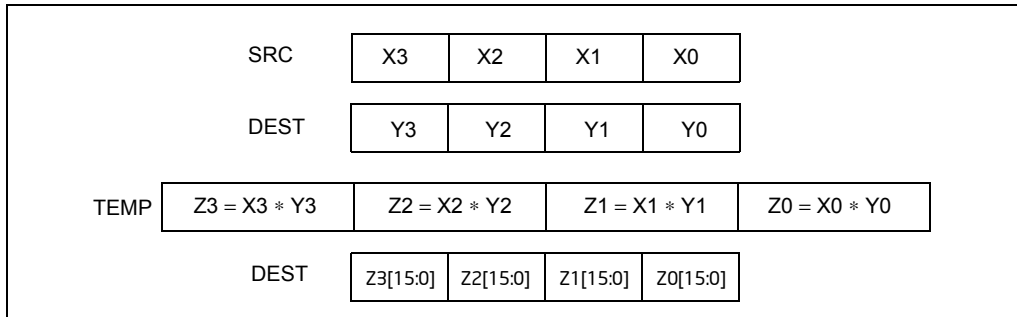 SRC X3 X2 X1 X0
DEST Y3 Y2 Y1 Y0
TEMP Z3 = X3 ∗ Y3 Z2 = X2 ∗ Y2 Z1 = X1 ∗ Y1 Z0 = X0 ∗ Y0
DEST Z3[15:0] Z2[15:0] Z1[15:0] Z0[15:0]